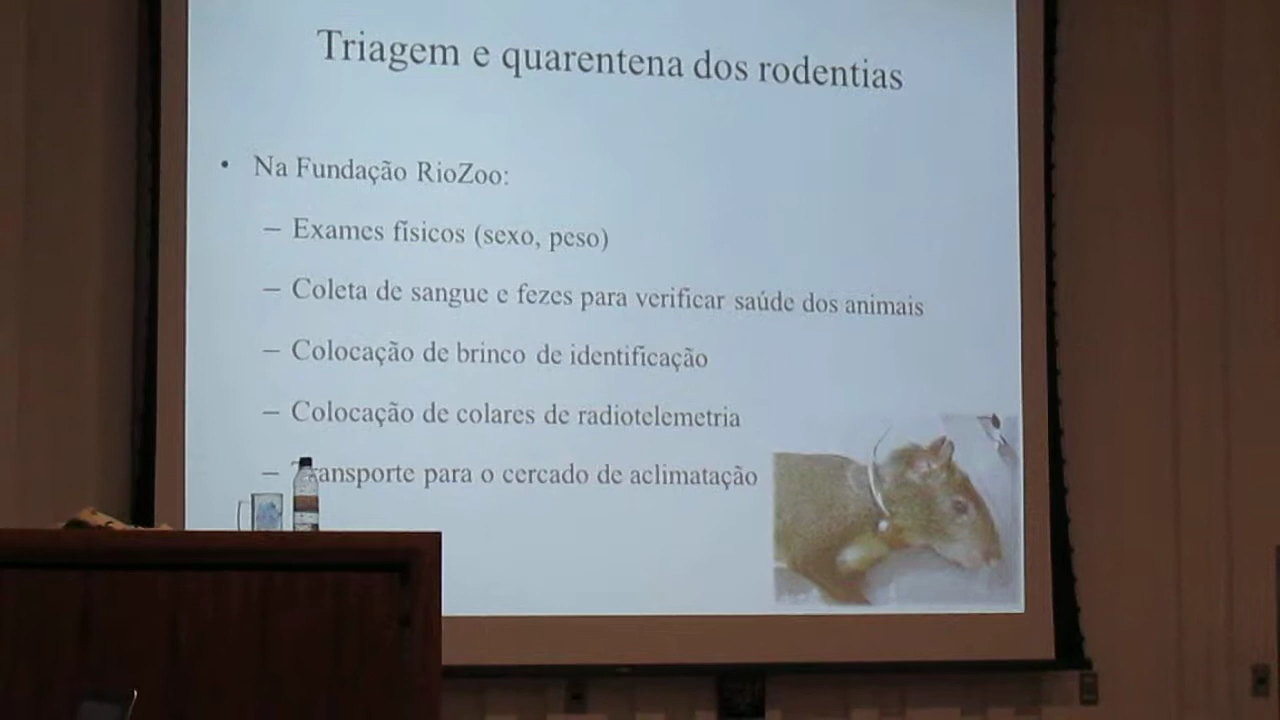 Triagem e quarentena dos rodentias
• Na Fundação RioZoo:
– Exames físicos (sexo, peso)
– Coleta de sangue e fezes para verificar saúde dos animais
– Colocação de brinco de identificação
– Colocação de colares de radiotelemetria
– Transporte para o cercado de aclimatação